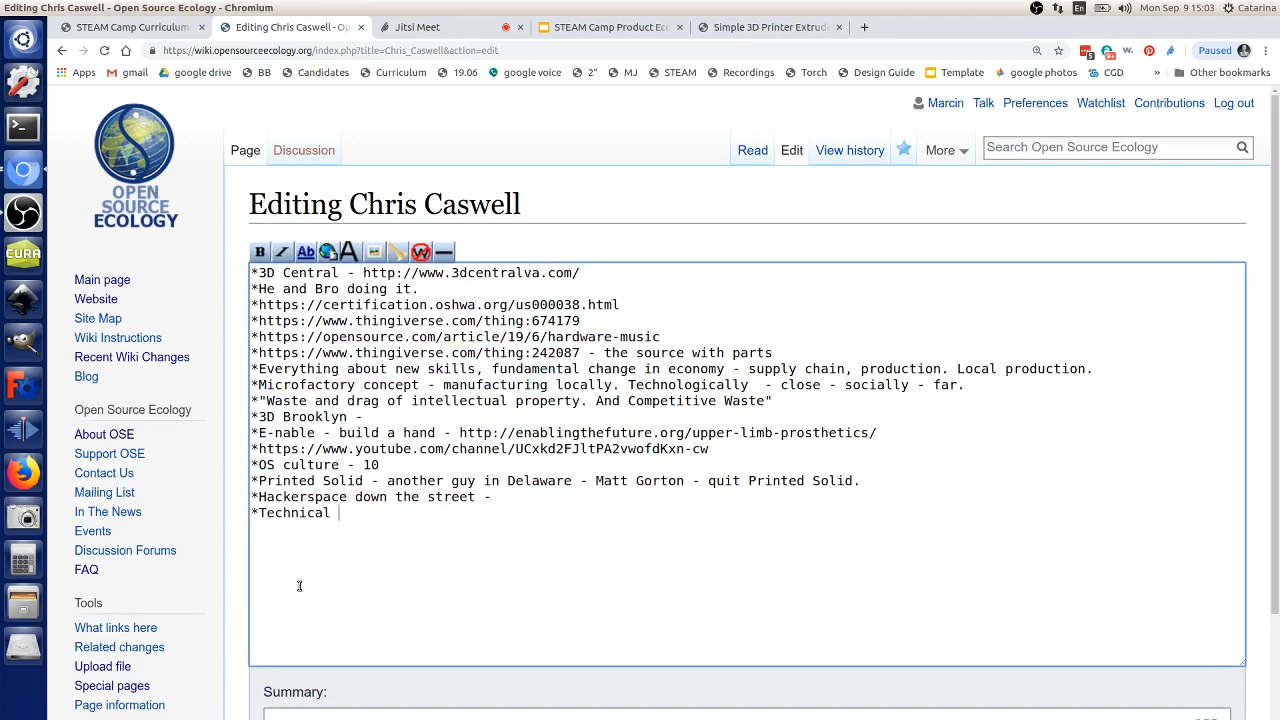 Editing Chris Caswell - Open Source Ecology - Chromium
En
Mon Sep 9 15:03
Catarina
STEAM Camp Curriculum
Editing Chris Caswell - Op
Jitsi Meet
STEAM Camp Product Ec
Simple 3D Printer Extrud
https://wiki.opensourceecology.org/index.php?title=Chris_Caswell&action=edit
Paused
Apps
gmail
google drive
BB
Candidates
Curriculum
19.06
google voice
2"
MJ
STEAM
Recordings
Torch
Design Guide
Template
google photos
CGD
Other bookmarks
Marcin
Talk
Preferences
Watchlist
Contributions
Log out
OPEN
SOURCE
ECOLOGY
Page
Discussion
Read
Edit
View history
More
Search Open Source Ecology
CURA
Main page
Website
Site Map
Wiki Instructions
Recent Wiki Changes
Blog
Open Source Ecology
About OSE
Support OSE
Contact Us
Mailing List
In The News
Events
Discussion Forums
FAQ
Tools
What links here
Related changes
Upload file
Special pages
Page information
Editing Chris Caswell
B
Ab
A
W
*3D Central - http://www.3dcentralva.com/
*He and Bro doing it.
*https://certification.oshwa.org/us000038.html
*https://www.thingiverse.com/thing:674179
*https://opensource.com/article/19/6/hardware-music
*https://www.thingiverse.com/thing:242087 - the source with parts
*Everything about new skills, fundamental change in economy - supply chain, production. Local production.
*Microfactory concept - manufacturing locally. Technologically  - close - socially - far.
*"Waste and drag of intellectual property. And Competitive Waste"
*3D Brooklyn -
*E-nable - build a hand - http://enablingthefuture.org/upper-limb-prosthetics/
*https://www.youtube.com/channel/UCxkd2FJltPA2vwofdKxn-cw
*OS culture - 10
*Printed Solid - another guy in Delaware - Matt Gorton - quit Printed Solid.
*Hackerspace down the street -
*Technical
Summary: